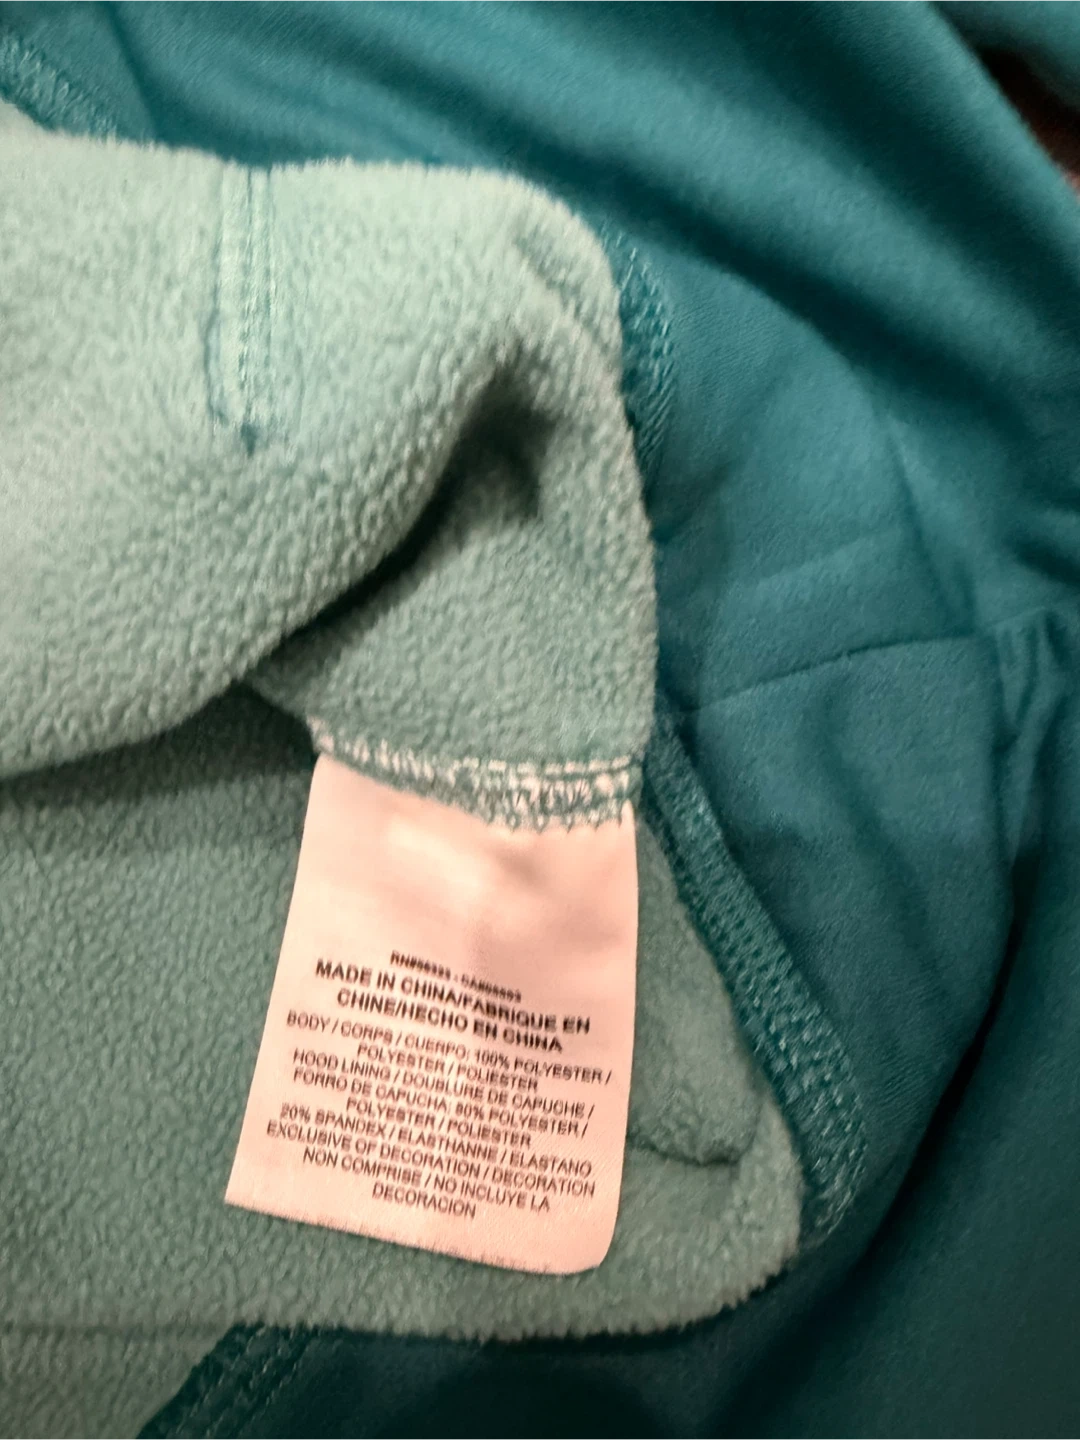 MADE IN CHINA/FABRIQUE EN
CHINE/HECHO EN CHINA
BODY / CORPS / CUERPO: 100% POLYESTER /
POLYESTER / POLIESTER
HOOD LINING / DOUBLURE DE CAPUCHE /
FORRO DE CAPUCHA: 80% POLYESTER /
POLYESTER / POLIESTER
20% SPANDEX / ELASTHANNE / ELASTANO
EXCLUSIVE OF DECORATION / DECORATION
NON COMPRISE / NO INCLUYE LA
DECORACION